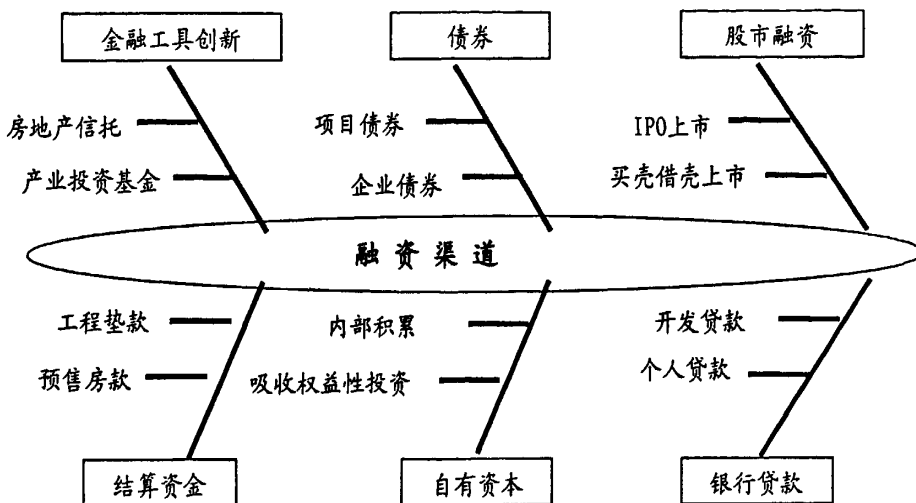 金融工具创新
债券
股市融资
房地产信托
项目债券
IPO上市
产业投资基金
企业债券
买壳借壳上市
融资渠道
工程垫款
内部积累
开发贷款
预售房款
吸收权益性投资
个人贷款
结算资金
自有资本
银行贷款